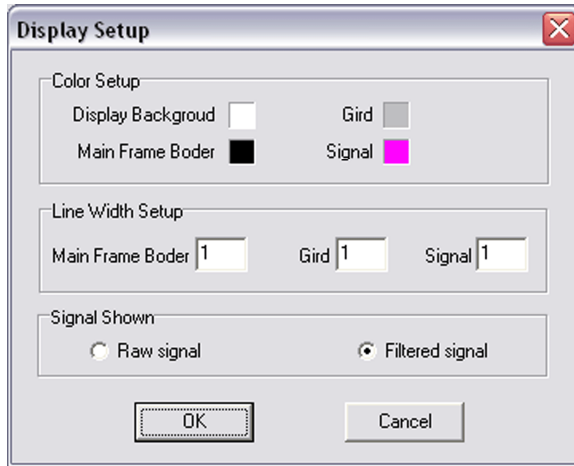 Display Setup
Color Setup
Display Backgroud Gird
Main Frame Boder Signal
Line Width Setup
Main Frame Boder 1 Gird 1 Signal 1
Signal Shown
Raw signal Filtered signal
OK Cancel